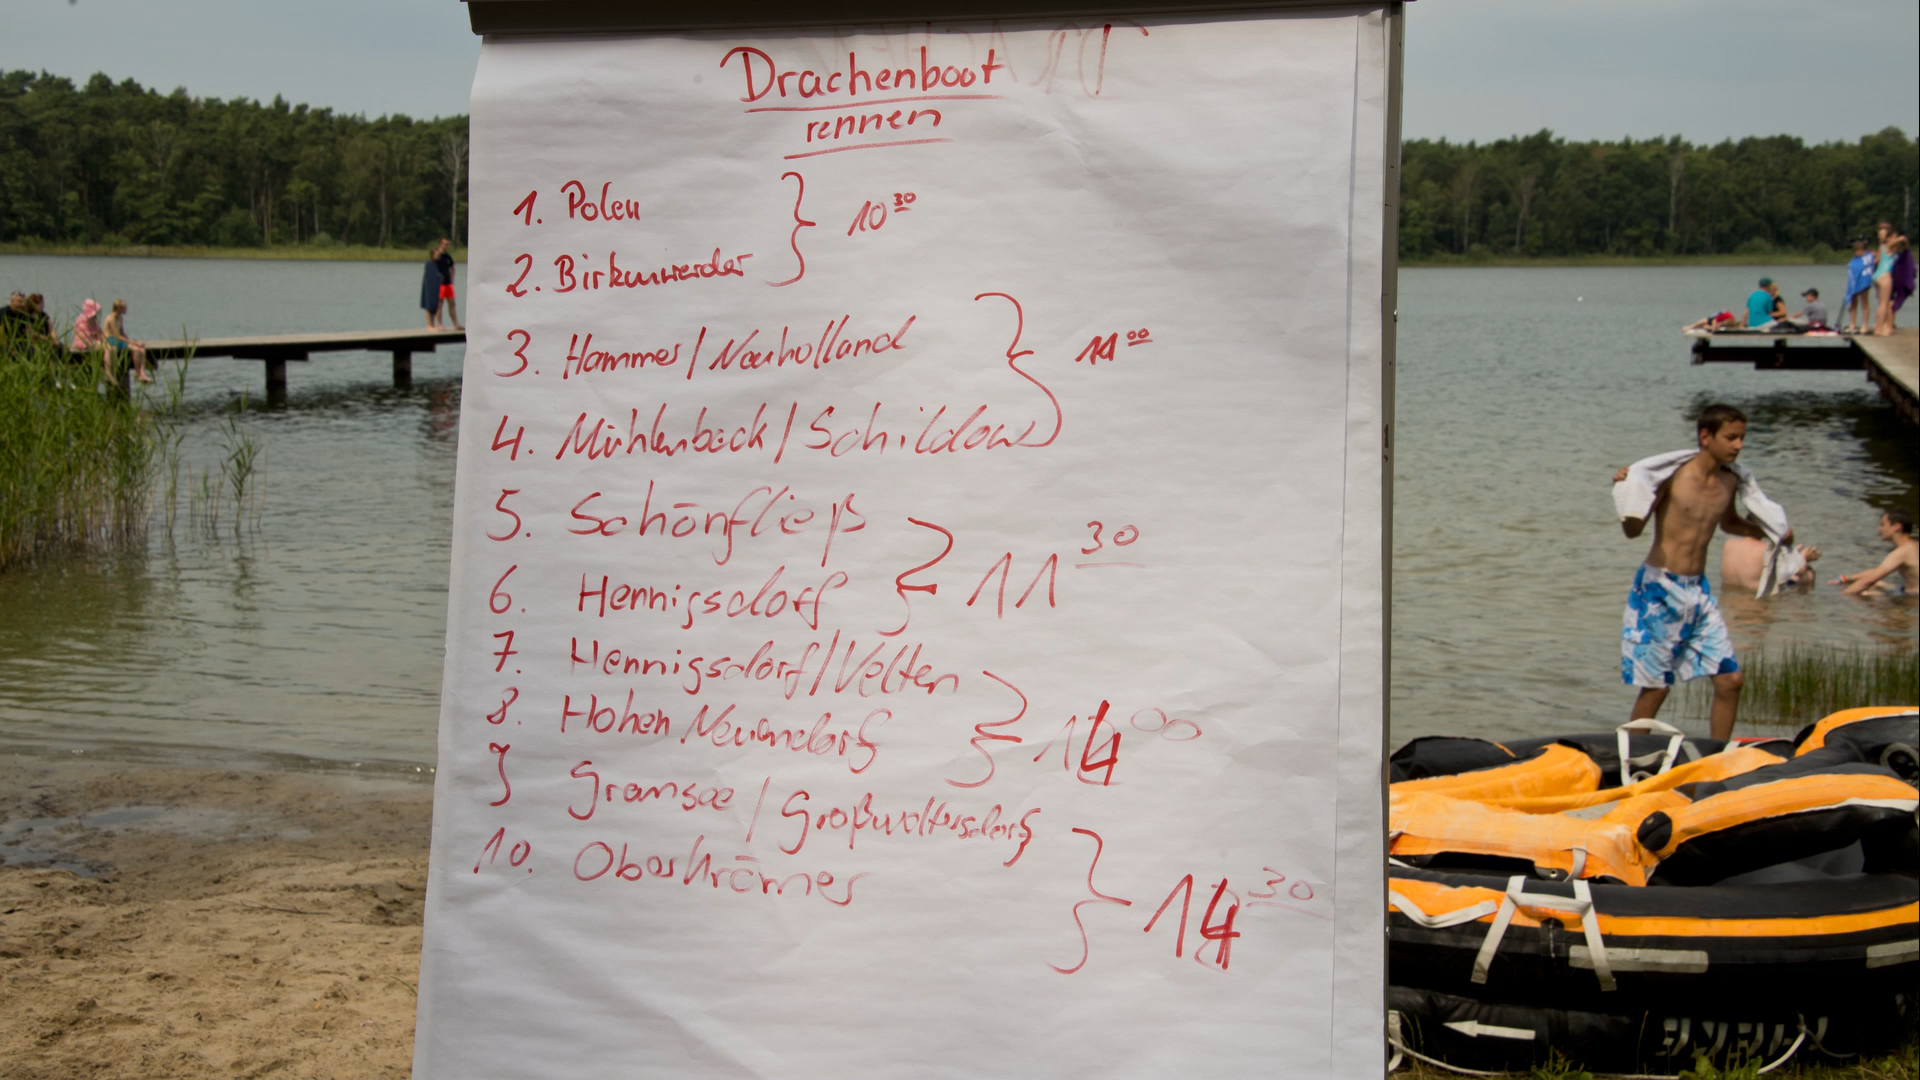 Drachenboot
rennen
1. Polen
2. Birkenwerder
10 30
3. Hammer/Neuholland
4. Mühlenbeck/Schildow
11 00
5. Schönfließ
6. Hennigsdorf
11 30
7. Hennigsdorf/Velten
8. Hohen Neuendorf
14 00
9 Gransee/Großwoltersdorf
10. Oberkrämer
14 30